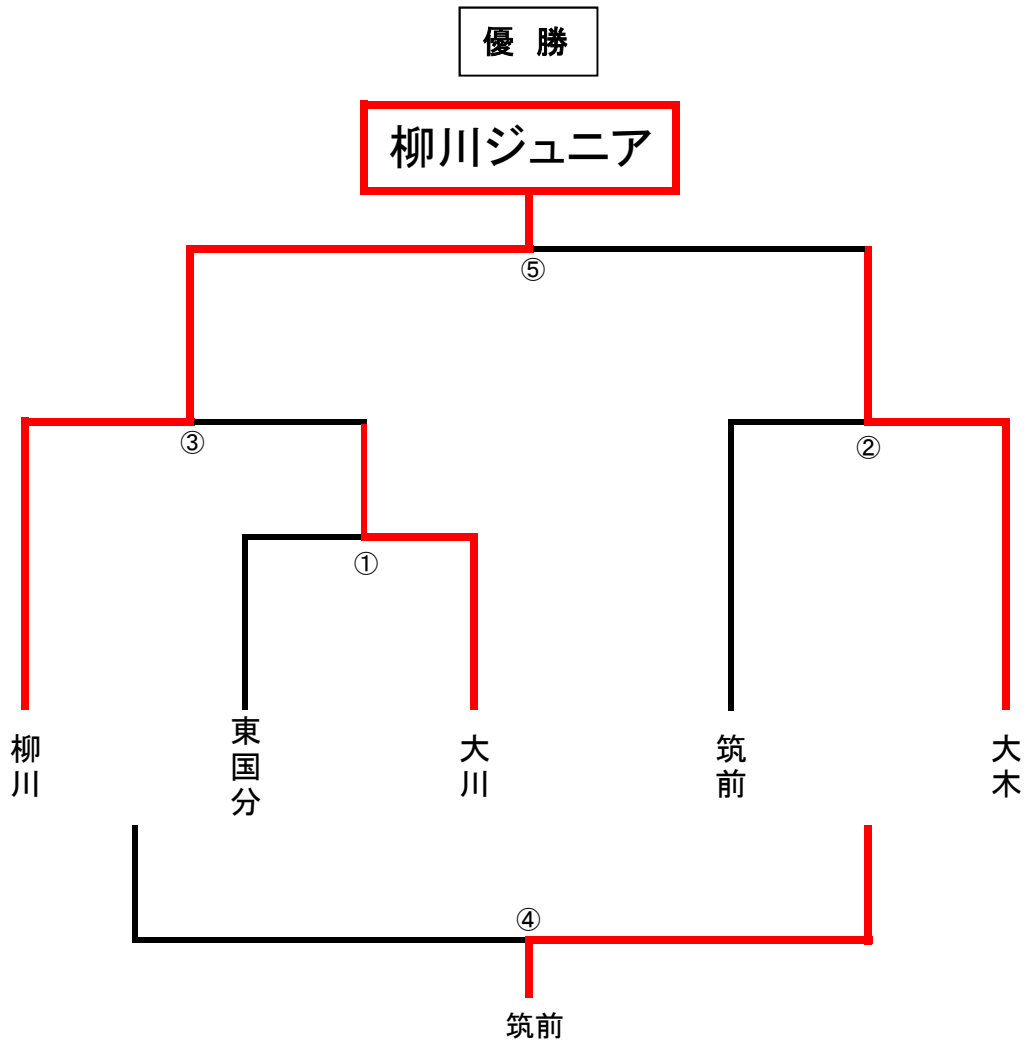 優 勝
柳川ジュニア
⑤
③
②
①
柳川
東国分
大川
筑前
大木
④
筑前